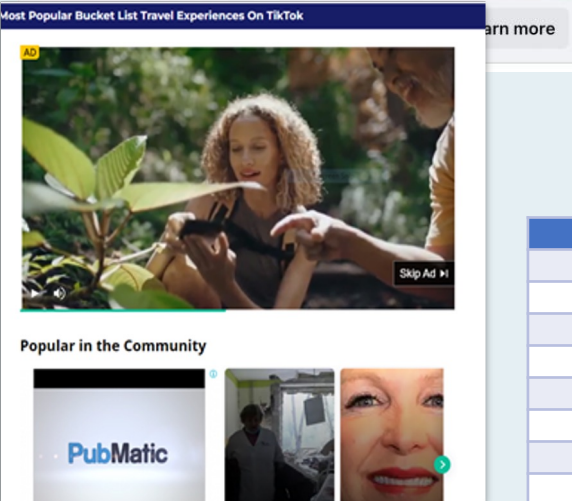 Most Popular Bucket List Travel Experiences On TikTok
arn more
AD
Skip Ad
Popular in the Community
PubMatic